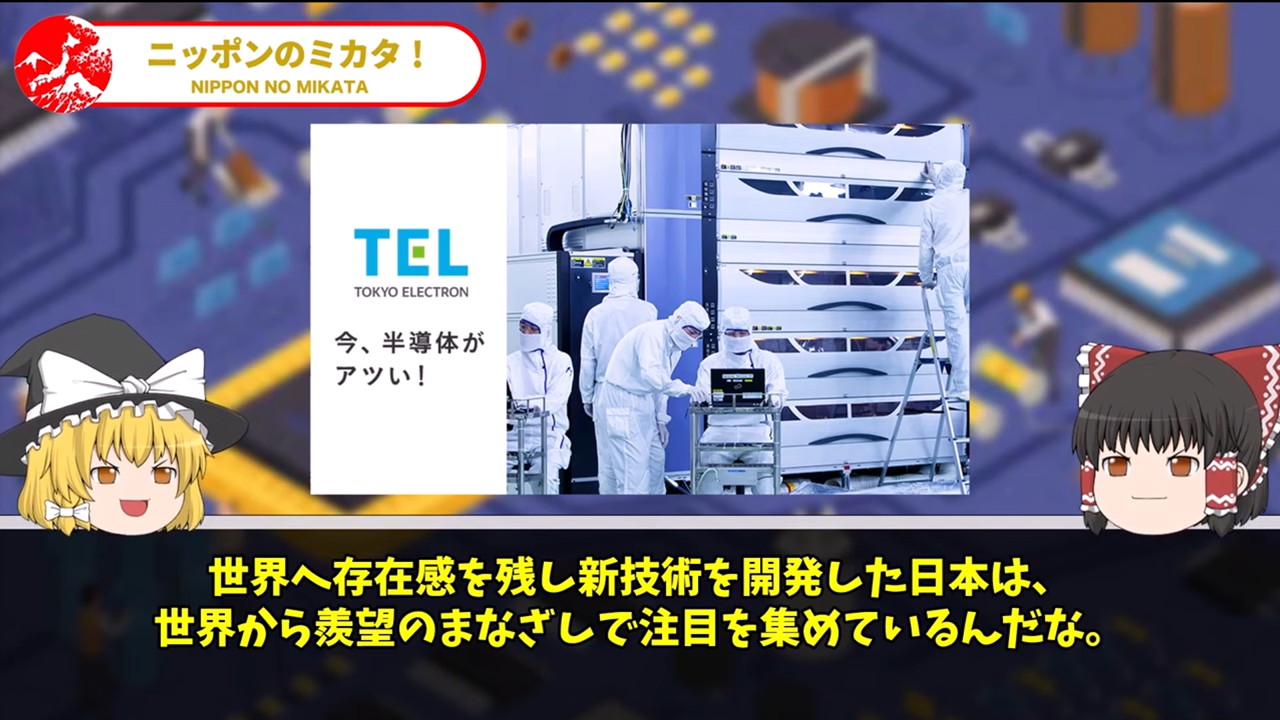 ニッポンのミカタ！
NIPPON NO MIKATA
TEL
TOKYO ELECTRON
今、半導体が
アツい！
世界へ存在感を残し新技術を開発した日本は、
世界から羨望のまなざしで注目を集めているんだな。